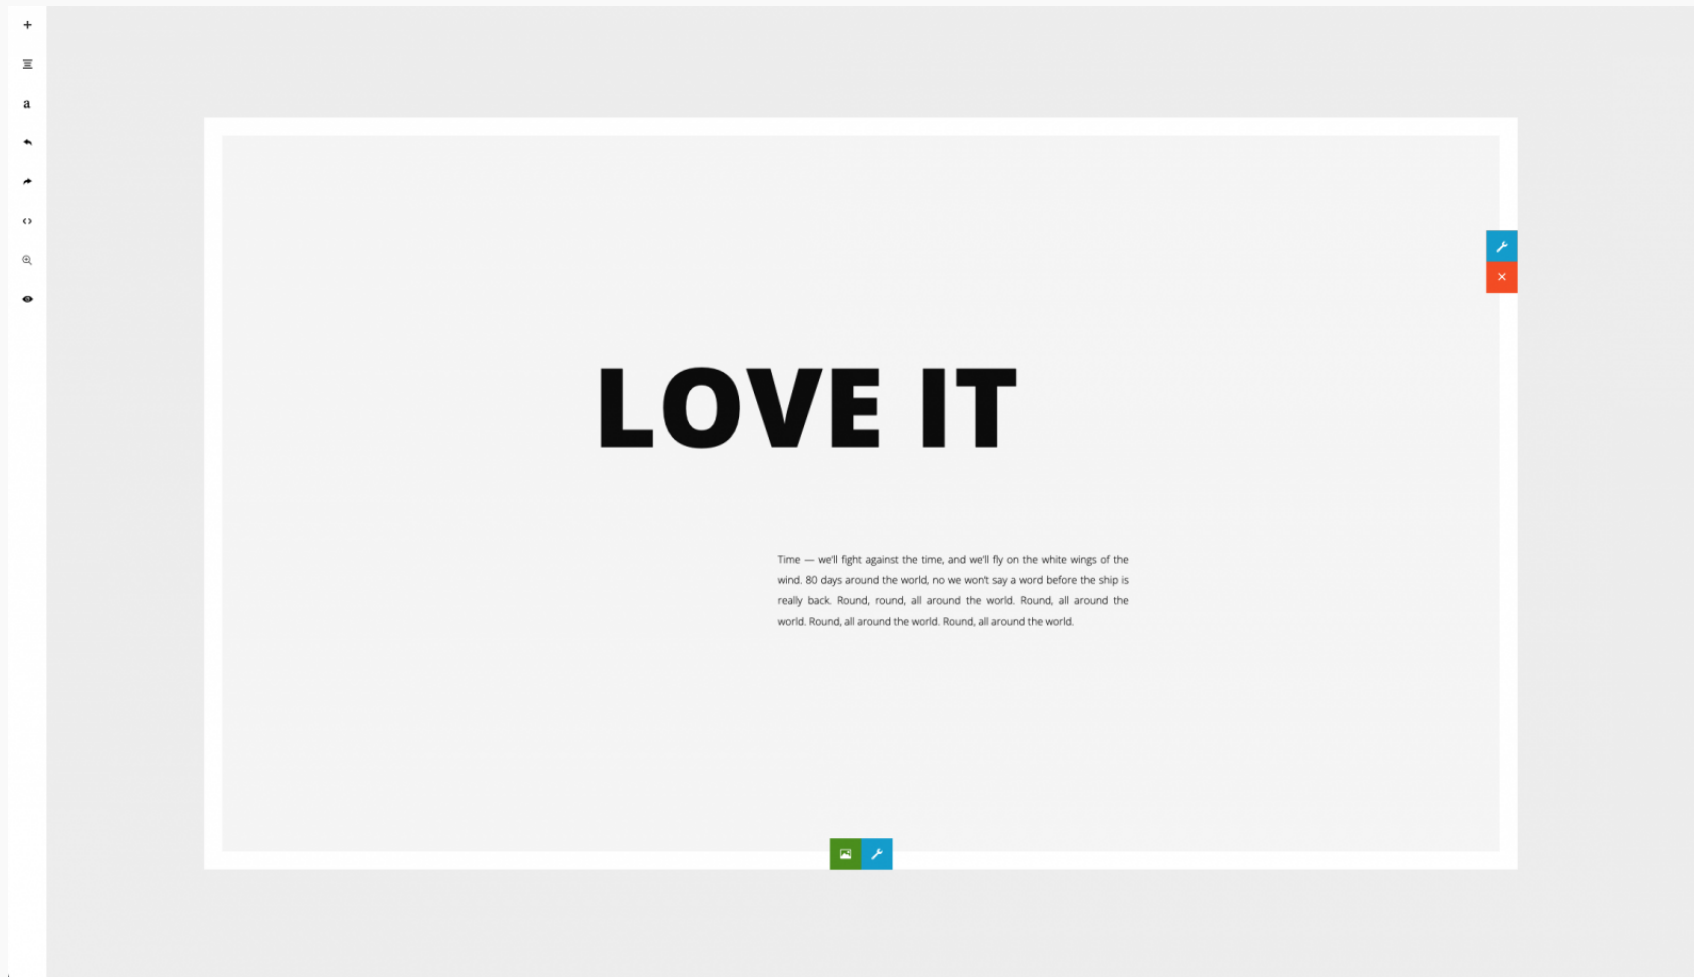 a
LOVE IT
Time — we'll fight against the time, and we'll fly on the white wings of the
wind. 80 days around the world, no we won't say a word before the ship is
really back. Round, round, all around the world. Round, all around the
world. Round, all around the world. Round, all around the world.